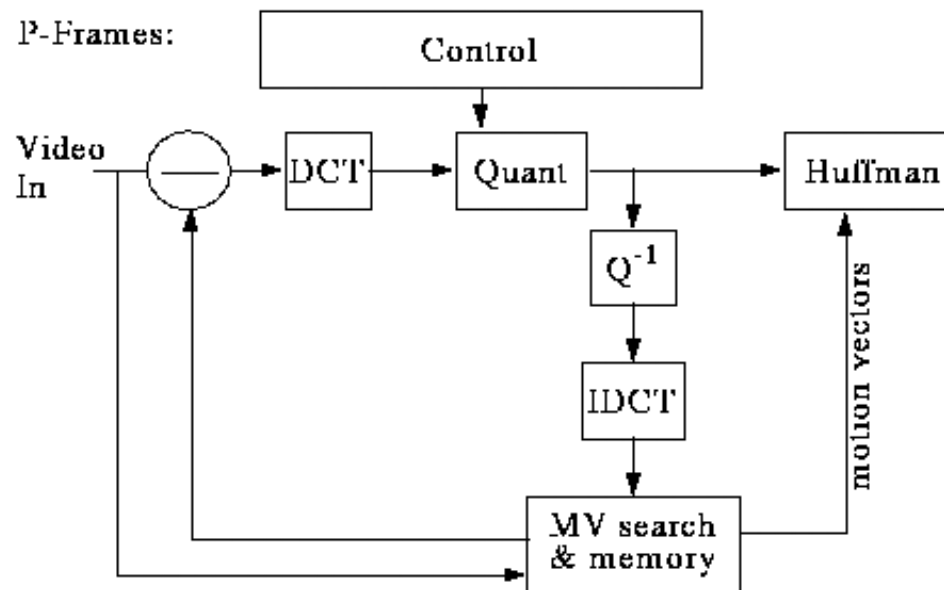 P-Frames:
Control
Video
In
DCT
Quant
Huffman
Q-1
IDCT
motion vectors
MV search
& memory